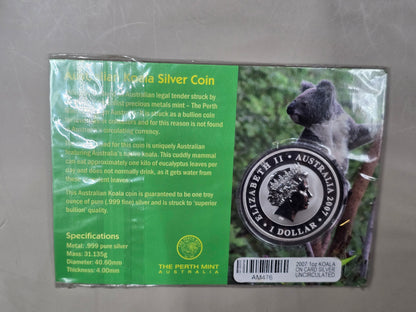 Australian Koala Silver Coin
Australian legal tender struck by
precious metals mint – The Perth
is struck as a bullion coin
and for this reason is not found
circulating currency.
for this coin is uniquely Australian
featuring Australia's koala. This cuddly mammal
can eat approximately one kilo of eucalyptus leaves per
day and does not normally drink, as it gets water from
these leaves
This Australian Koala coin is guaranteed to be one troy
ounce of pure (.999 fine) silver and is struck to 'superior
bullion' quality.
Specifications
Metal: .999 pure silver
Mass: 31.135g
Diameter: 40.60mm
Thickness: 4.00mm
THE PERTH MINT
AUSTRALIA
ELIZABETH II • AUSTRALIA 2007
• 1 DOLLAR •
AM476
2007 1oz KOALA
ON CARD SILVER
UNCIRCULATED